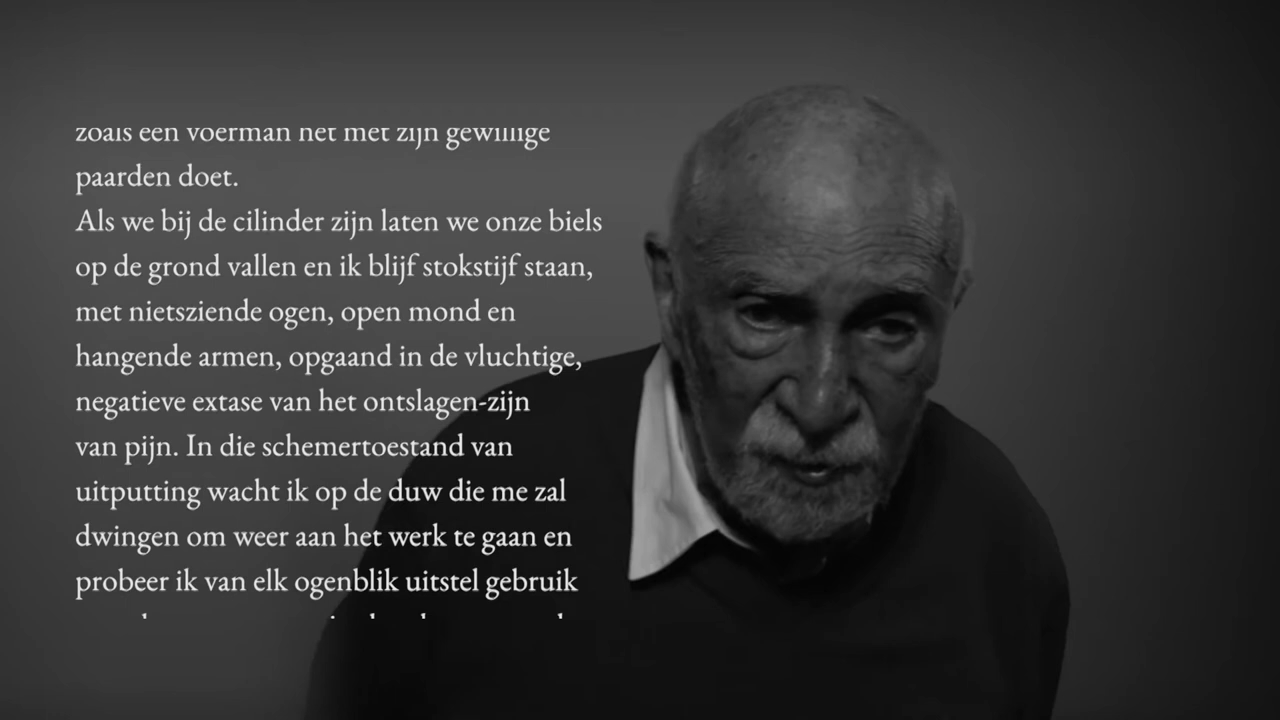 zoals een voerman het met zijn gewillige
paarden doet.
Als we bij de cilinder zijn laten we onze biels
op de grond vallen en ik blijf stokstijf staan,
met nietsziende ogen, open mond en
hangende armen, opgaand in de vluchtige,
negatieve extase van het ontslagen-zijn
van pijn. In die schemertoestand van
uitputting wacht ik op de duw die me zal
dwingen om weer aan het werk te gaan en
probeer ik van elk ogenblik uitstel gebruik